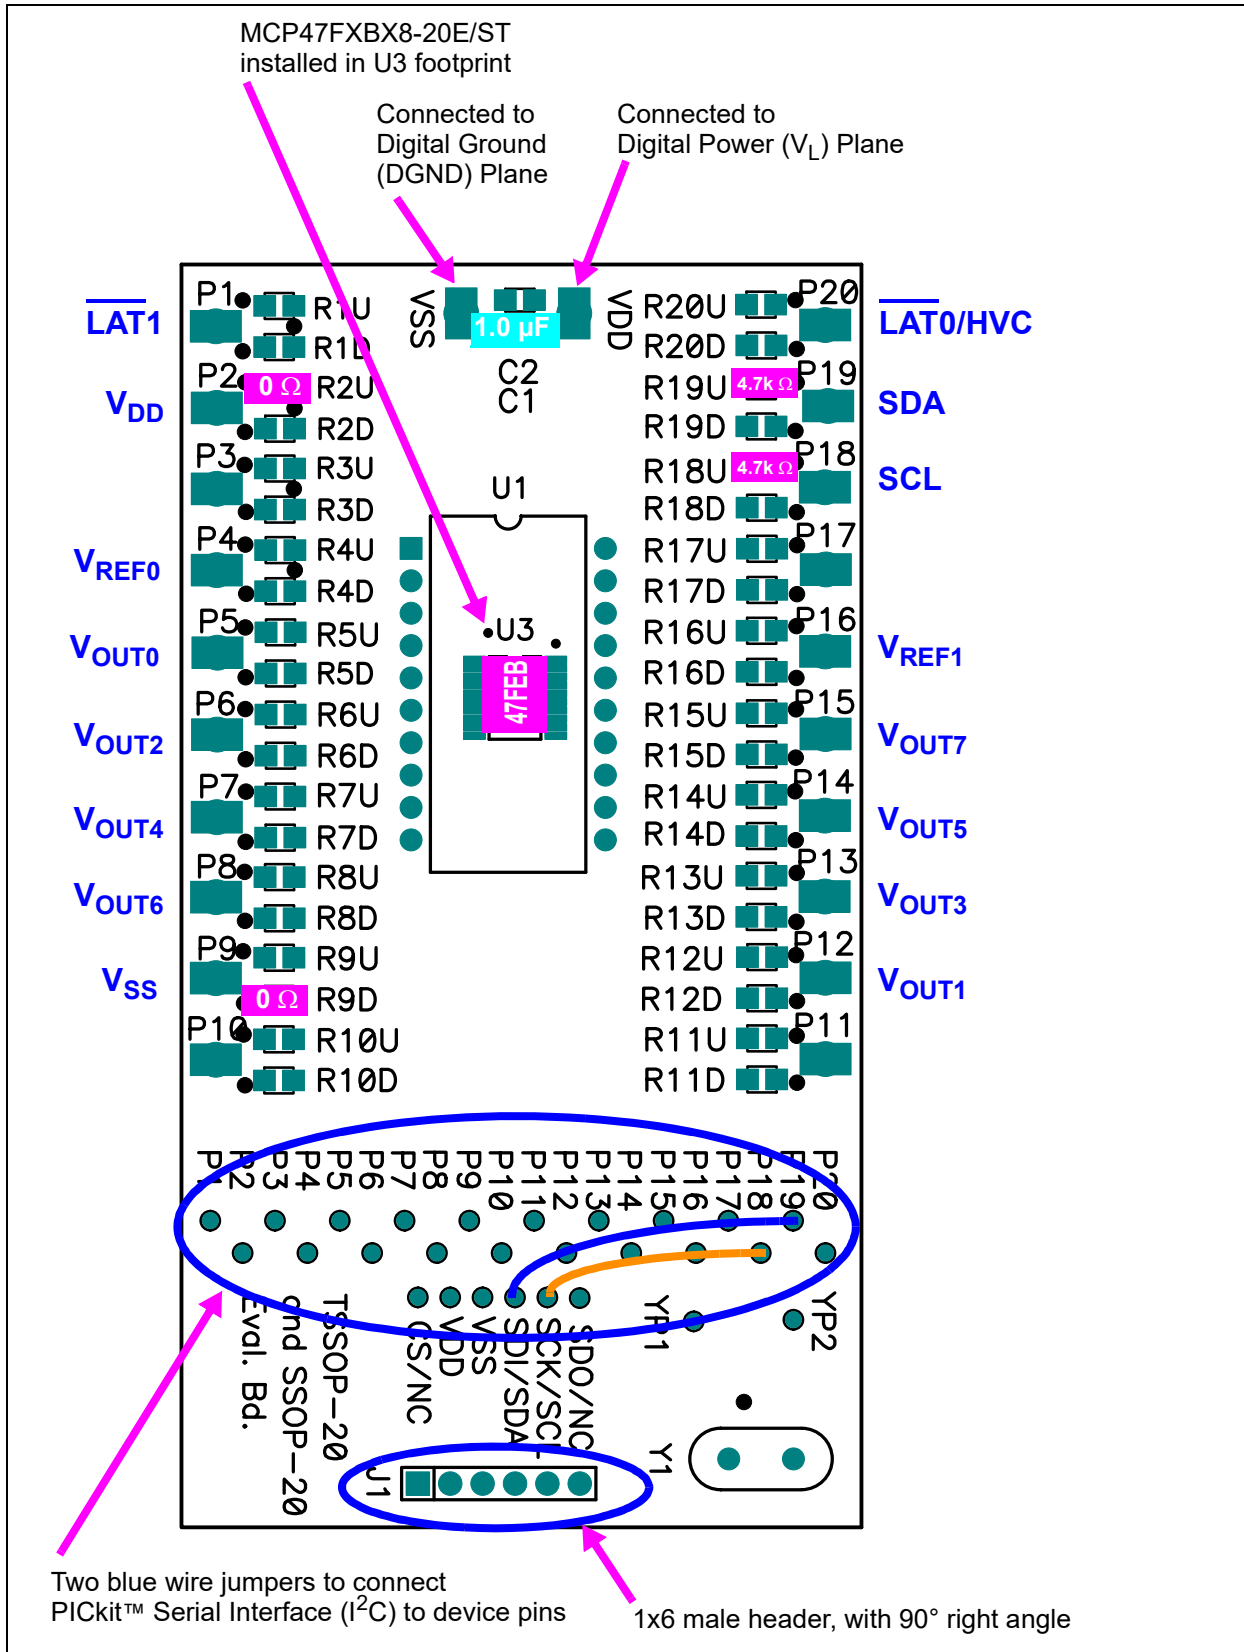 MCP47FXBX8-20E/ST
installed in U3 footprint
Connected to
Digital Ground
(DGND) Plane
Connected to
Digital Power (VL) Plane
LAT1
VDD
VREF0
VOUT0
VOUT2
VOUT4
VOUT6
VSS
P1
R1U
R1D
P2
0 Ω
R2U
R2D
P3
R3U
R3D
P4
R4U
R4D
P5
R5U
R5D
P6
R6U
R6D
P7
R7U
R7D
P8
R8U
R8D
P9
R9U
0 Ω
R9D
P10
R10U
R10D
VSS
1.0 µF
VDD
C2
C1
U1
U3
47FEB
R20U
P20
R20D
R19U
4.7k Ω
P19
R19D
R18U
4.7k Ω
P18
R18D
R17U
P17
R17D
R16U
P16
R16D
R15U
P15
R15D
R14U
P14
R14D
R13U
P13
R13D
R12U
P12
R12D
R11U
P11
R11D
LAT0/HVC
SDA
SCL
VREF1
VOUT7
VOUT5
VOUT3
VOUT1
P1
P2
P3
P4
P5
P6
P7
P8
P9
P10
P11
P12
P13
P14
P15
P16
P17
P18
P19
P20
TSSOP-20
and SSOP-20
Eval. Bd.
CS/NC
VDD
VSS
SDI/SDA
SCK/SCL
SDO/NC
YP1
YP2
J1
Y1
Two blue wire jumpers to connect
PICkit™ Serial Interface (I²C) to device pins
1x6 male header, with 90° right angle